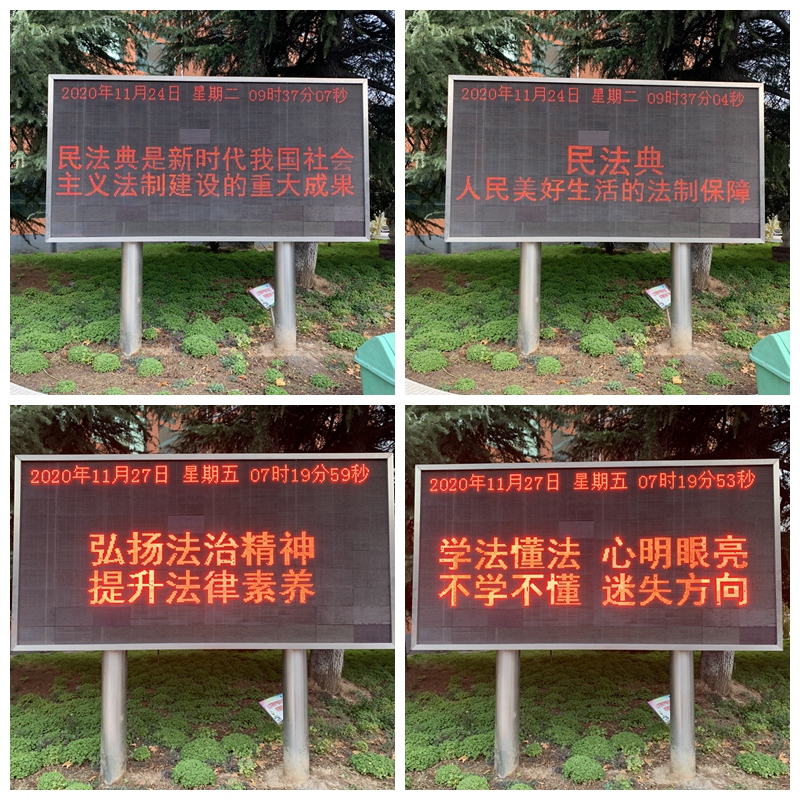 2020年11月24日 星期二 09时37分07秒
民法典是新时代我国社会
主义法制建设的重大成果
2020年11月24日 星期二 09时37分04秒
民法典
人民美好生活的法制保障
2020年11月27日 星期五 07时19分59秒
弘扬法治精神
提升法律素养
2020年11月27日 星期五 07时19分53秒
学法懂法 心明眼亮
不学不懂 迷失方向